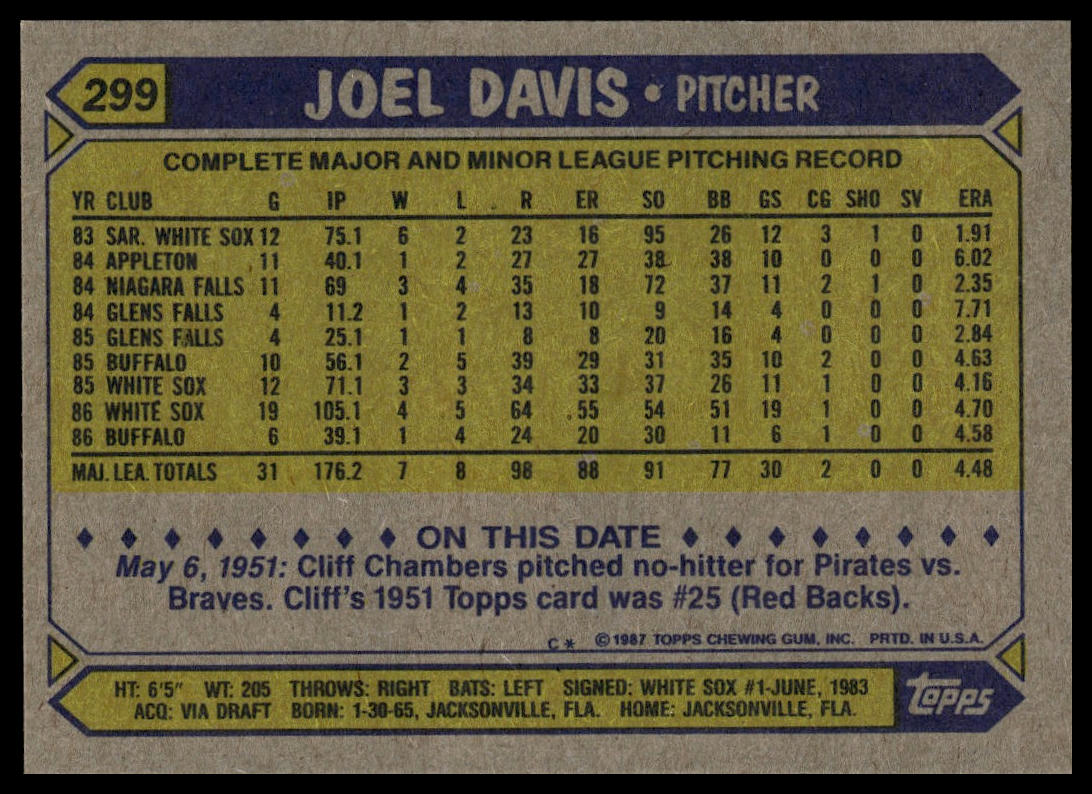 299 JOEL DAVIS • PITCHER
COMPLETE MAJOR AND MINOR LEAGUE PITCHING RECORD
YR CLUB G IP W L R ER SO BB GS CG SHO SV ERA
83 SAR. WHITE SOX 12 75.1 6 2 23 16 95 26 12 3 1 0 1.91
84 APPLETON 11 40.1 1 2 27 27 38 38 10 0 0 0 6.02
84 NIAGARA FALLS 11 69 3 4 35 18 72 37 11 2 1 0 2.35
84 GLENS FALLS 4 11.2 1 2 13 10 9 14 4 0 0 0 7.71
85 GLENS FALLS 4 25.1 1 1 8 8 20 16 4 0 0 0 2.84
85 BUFFALO 10 56.1 2 5 39 29 31 35 10 2 0 0 4.63
85 WHITE SOX 12 71.1 3 3 34 33 37 26 11 1 0 0 4.16
86 WHITE SOX 19 105.1 4 5 64 55 54 51 19 1 0 0 4.70
86 BUFFALO 6 39.1 1 4 24 20 30 11 6 1 0 0 4.58
MAJ. LEA. TOTALS 31 176.2 7 8 98 88 91 77 30 2 0 0 4.48
♦ ♦ ♦ ♦ ♦ ♦ ♦ ♦ ON THIS DATE ♦ ♦ ♦ ♦ ♦ ♦ ♦ ♦
May 6, 1951: Cliff Chambers pitched no-hitter for Pirates vs.
Braves. Cliff's 1951 Topps card was #25 (Red Backs).
C* ©1987 TOPPS CHEWING GUM, INC. PRTD. IN U.S.A.
HT: 6'5" WT: 205 THROWS: RIGHT BATS: LEFT SIGNED: WHITE SOX #1-JUNE, 1983
ACQ: VIA DRAFT BORN: 1-30-65, JACKSONVILLE, FLA. HOME: JACKSONVILLE, FLA.
Topps